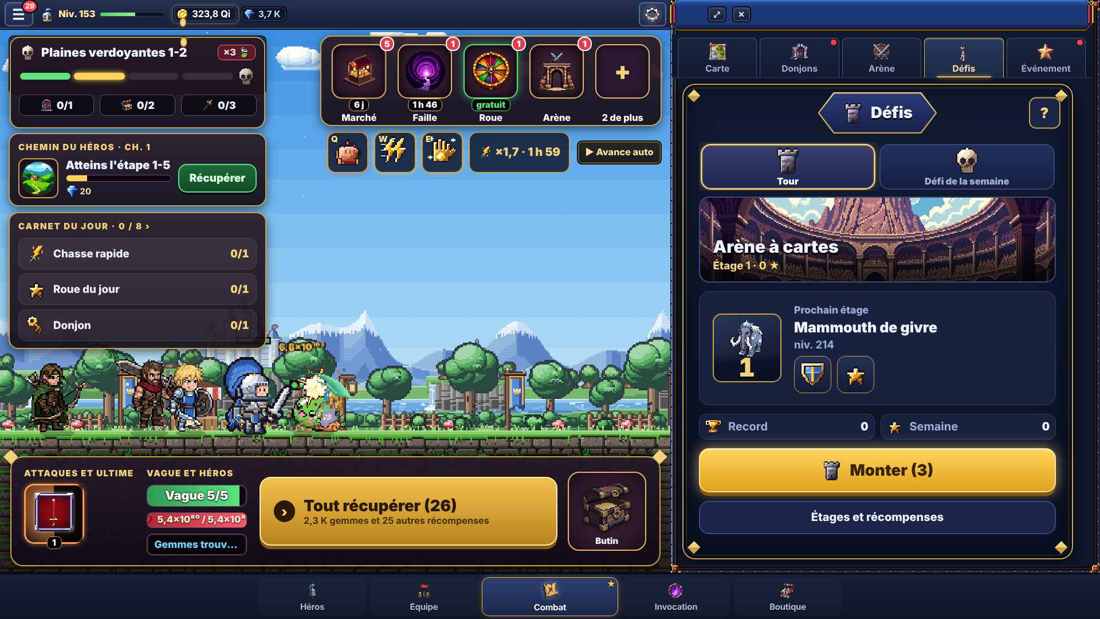 28
Niv. 153
323,8 Qi
3,7 K
Plaines verdoyantes 1-2
×3
0/1
0/2
0/3
CHEMIN DU HÉROS · CH. 1
Atteins l'étape 1-5
20
Récupérer
CARNET DU JOUR · 0 / 8 ›
Chasse rapide
0/1
Roue du jour
0/1
Donjon
0/1
5
1
1
1
6 j
1 h 46
gratuit
+
Marché
Faille
Roue
Arène
2 de plus
Q
W
E
×1,7 · 1 h 59
Avance auto
ATTAQUES ET ULTIME
1
VAGUE ET HÉROS
Vague 5/5
Gemmes trouv...
Tout récupérer (26)
2,3 K gemmes et 25 autres récompenses
Butin
Héros
Équipe
Combat
Invocation
Boutique
Carte
Donjons
Arène
Défis
Événement
Défis
?
Tour
Défi de la semaine
Arène à cartes
Étage 1 · 0 ★
Prochain étage
Mammouth de givre
niv. 214
1
Record
0
Semaine
0
Monter (3)
Étages et récompenses